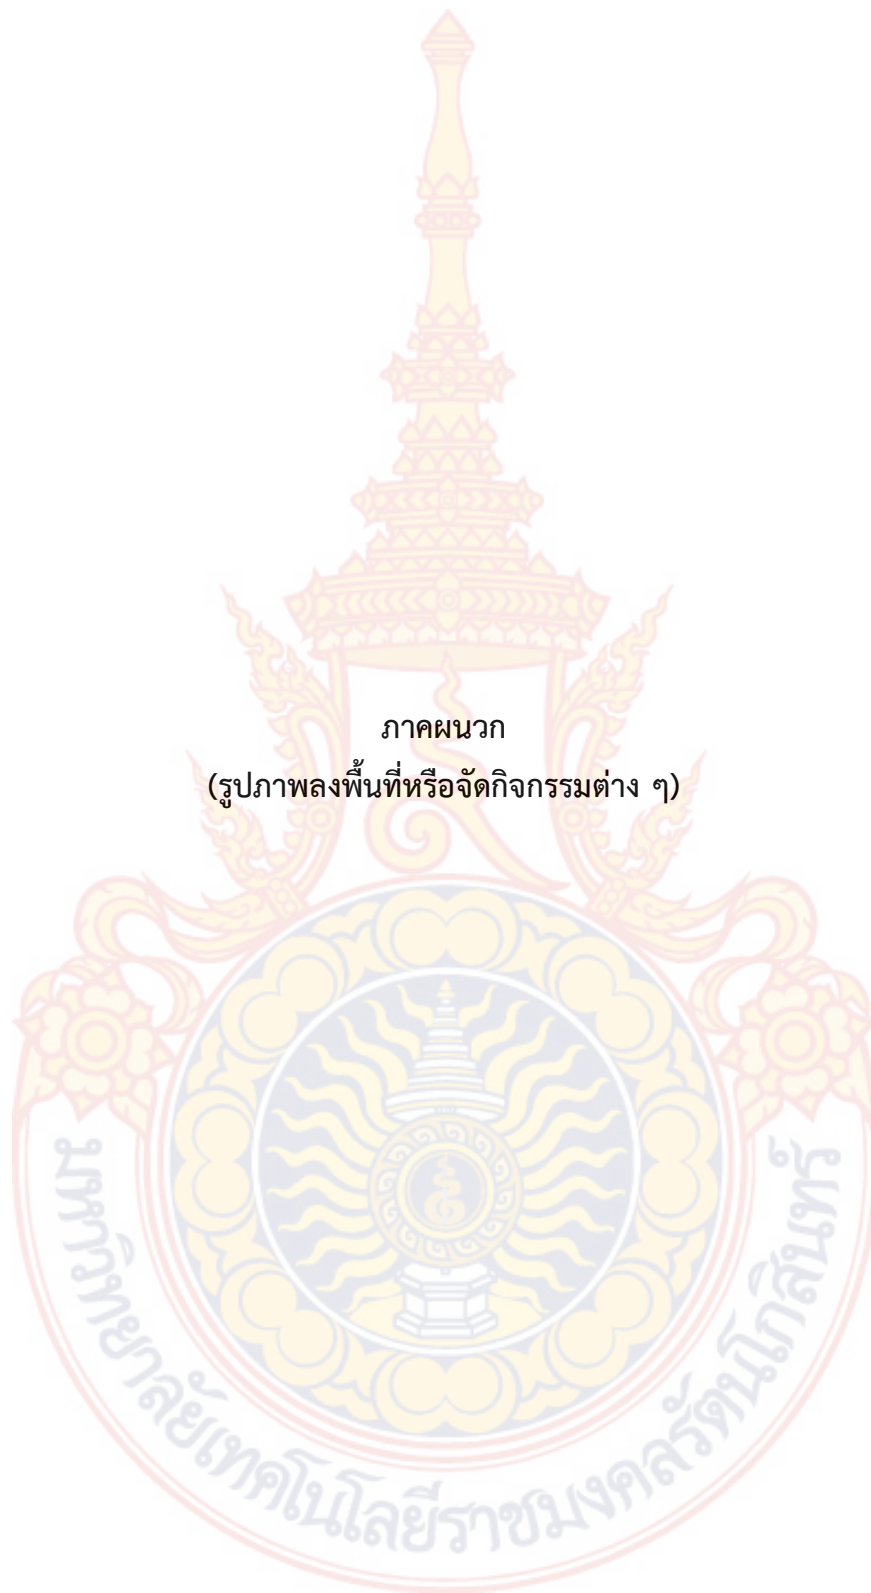 ภาคผนวก
(รูปภาพลงพื้นที่หรือจัดกิจกรรมต่าง ๆ)
มหาวิทยาลัยเทคโนโลยีราชมงคลรัตนโกสินทร์